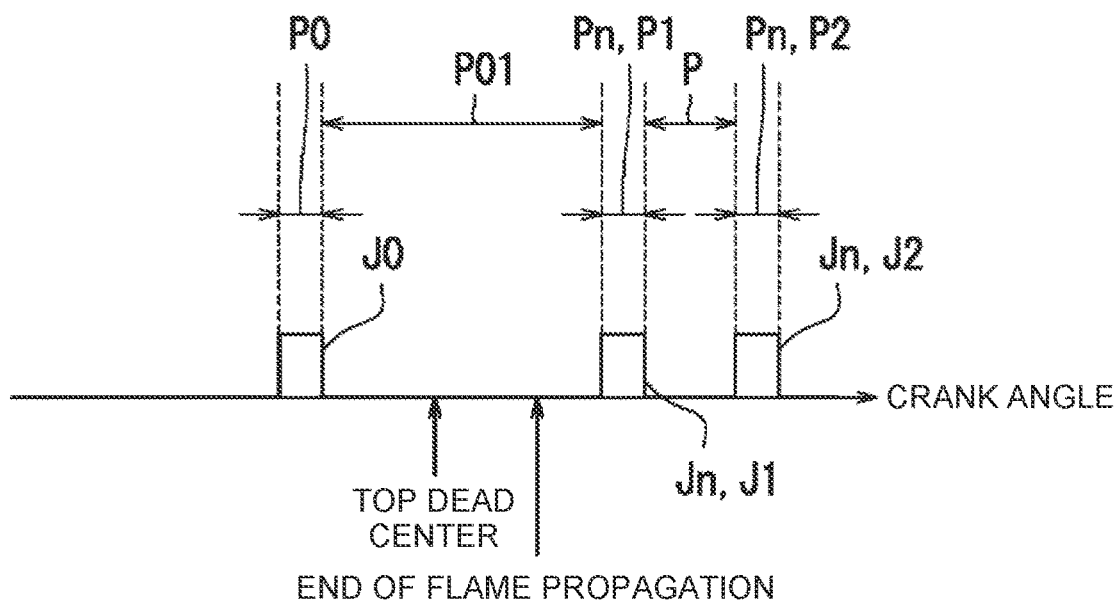 P0
P01
Pn, P1
P
Pn, P2
J0
Jn, J2
CRANK ANGLE
Jn, J1
TOP DEAD
CENTER
END OF FLAME PROPAGATION